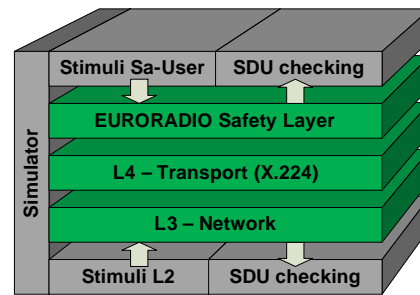 Simulator
Stimuli Sa-User
SDU checking
EURORADIO Safety Layer
L4 – Transport (X.224)
L3 – Network
Stimuli L2
SDU checking